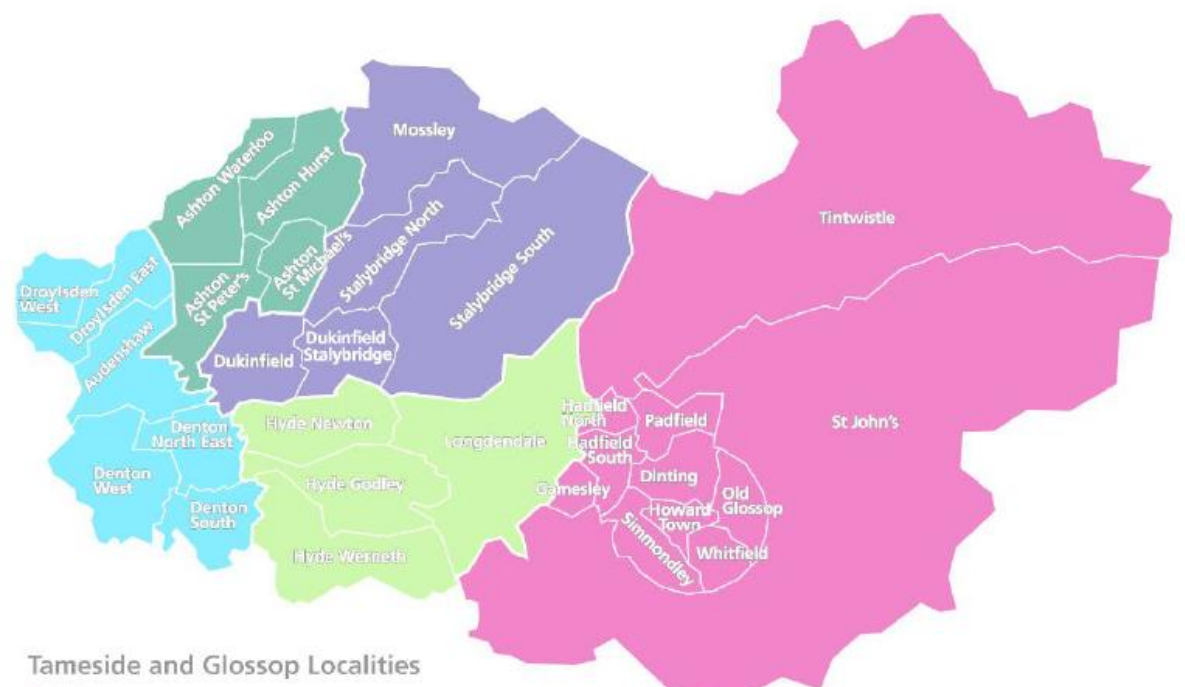 Mossley
Ashton Waterloo
Ashton Hurst
Tintwistle
Stalybridge North
Ashton
St Michael's
Stalybridge South
Droylsden
West
Droylsden East
Ashton
St Peter's
Audenshaw
Dukinfield
Dukinfield
Stalybridge
Hadfield
North
Padfield
St John's
Hyde Newton
Denton
North East
Longdendale
Hadfield
South
Denton
West
Hyde Godley
Gamesley
Dinting
Old
Glossop
Denton
South
Howard
Town
Simmondley
Whitfield
Hyde Werneth
Tameside and Glossop Localities